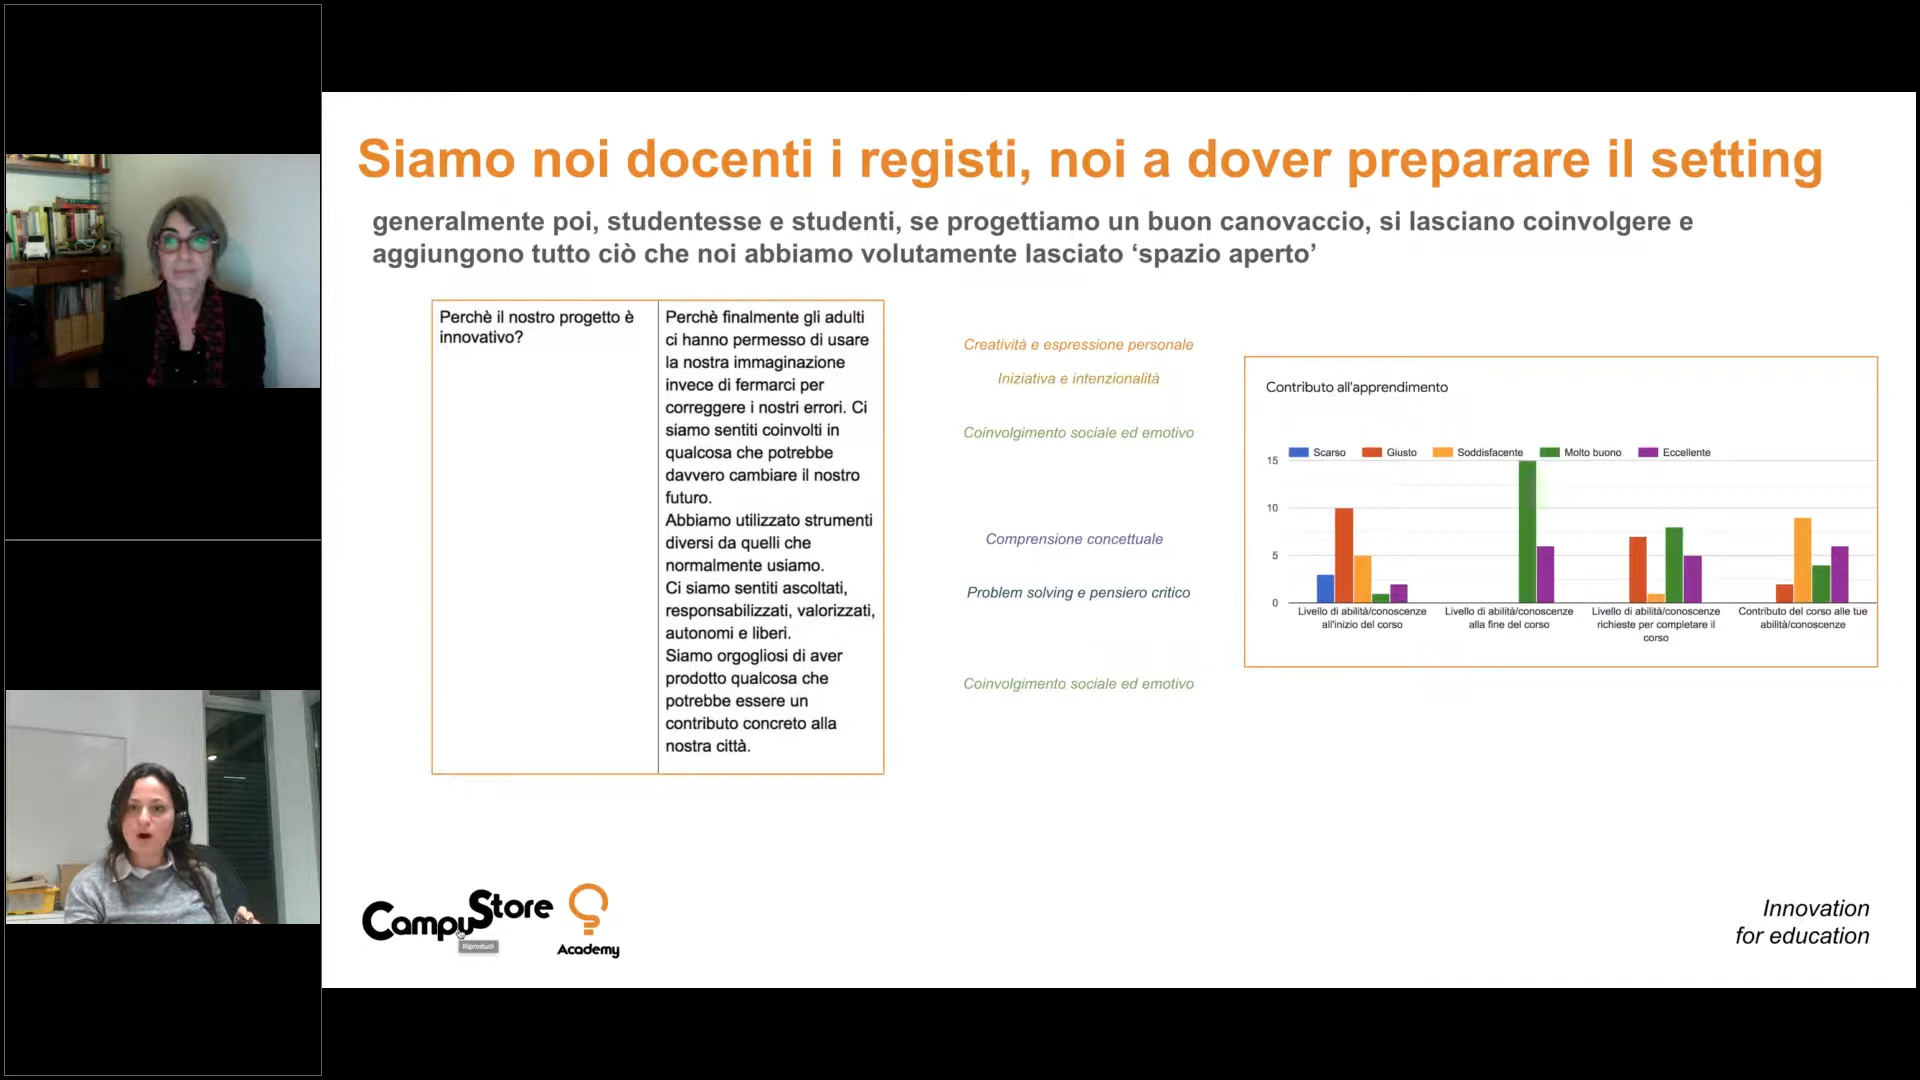 Siamo noi docenti i registi, noi a dover preparare il setting
generalmente poi, studentesse e studenti, se progettiamo un buon canovaccio, si lasciano coinvolgere e
aggiungono tutto ciò che noi abbiamo volutamente lasciato ‘spazio aperto’
Perchè il nostro progetto è
innovativo?
Perchè finalmente gli adulti
ci hanno permesso di usare
la nostra immaginazione
invece di fermarci per
correggere i nostri errori. Ci
siamo sentiti coinvolti in
qualcosa che potrebbe
davvero cambiare il nostro
futuro.
Abbiamo utilizzato strumenti
diversi da quelli che
normalmente usiamo.
Ci siamo sentiti ascoltati,
responsabilizzati, valorizzati,
autonomi e liberi.
Siamo orgogliosi di aver
prodotto qualcosa che
potrebbe essere un
contributo concreto alla
nostra città.
Creatività e espressione personale
Iniziativa e intenzionalità
Coinvolgimento sociale ed emotivo
Comprensione concettuale
Problem solving e pensiero critico
Coinvolgimento sociale ed emotivo
Contributo all'apprendimento
Scarso Giusto Soddisfacente Molto buono Eccellente
15
10
5
0
Livello di abilità/conoscenze
all'inizio del corso
Livello di abilità/conoscenze
alla fine del corso
Livello di abilità/conoscenze
richieste per completare il
corso
Contributo del corso alle tue
abilità/conoscenze
CampuStore
Academy
Riproduci
Innovation
for education